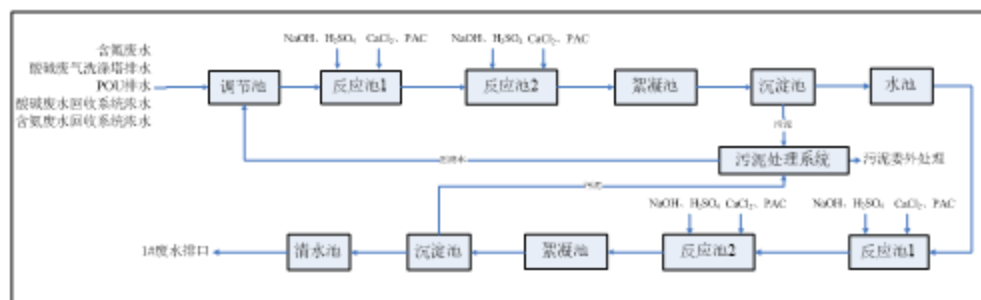 NaOH、H₂SO₄ CaCl₂、PAC
NaOH、H₂SO₄ CaCl₂、PAC
含氟废水
酸碱废气洗涤塔排水
POU排水
酸碱废水回收系统浓水
含氨废水回收系统浓水
调节池
反应池1
反应池2
絮凝池
沉淀池
水池
污泥
污泥处理系统
污泥委外处理
污泥
NaOH、H₂SO₄ CaCl₂、PAC
NaOH、H₂SO₄ CaCl₂、PAC
1#废水排口
清水池
沉淀池
絮凝池
反应池2
反应池1